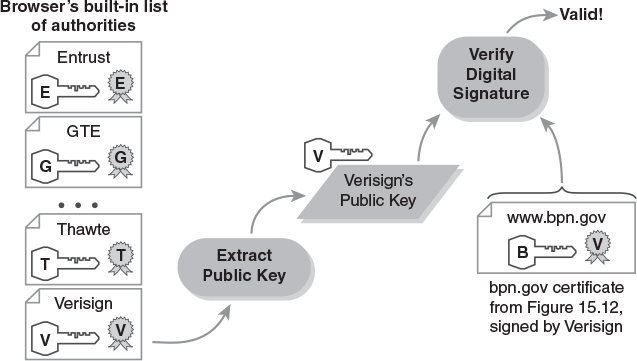 Browser's built-in list
of authorities
Entrust
E
E
GTE
G
G
• • •
Thawte
T
T
Verisign
V
V
Extract
Public Key
V
Verisign's
Public Key
Verify
Digital
Signature
Valid!
www.bpn.gov
B
V
bpn.gov certificate
from Figure 15.12,
signed by Verisign